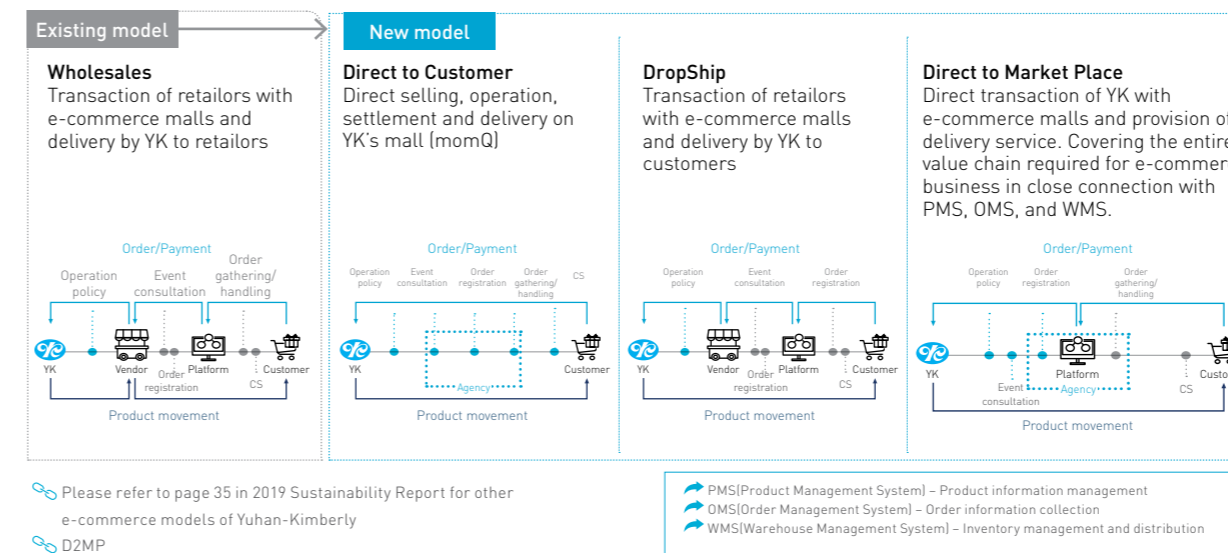 Existing model
New model
Wholesales
Transaction of retailors with
e-commerce malls and
delivery by YK to retailors
Order/Payment
Operation
policy
Event
consultation
Order
gathering/
handling
YK
Vendor
Order
registration
Platform
CS
Customer
Product movement
Direct to Customer
Direct selling, operation,
settlement and delivery on
YK's mall (momQ)
Order/Payment
Operation
policy
Event
consultation
Order
registration
Order
gathering/
handling
CS
YK
Agency
Customer
Product movement
DropShip
Transaction of retailors
with e-commerce malls
and delivery by YK to
customers
Order/Payment
Operation
policy
Event
consultation
Order
registration
YK
Vendor
Order
registration
Platform
CS
Customer
Product movement
Direct to Market Place
Direct transaction of YK with
e-commerce malls and provision of
delivery service. Covering the entire
value chain required for e-commer
business in close connection with
PMS, OMS, and WMS.
Order/Payment
Operation
policy
Order
registration
Order
gathering/
handling
YK
Event
consultation
Platform
Agency
CS
Custo
Product movement
Please refer to page 35 in 2019 Sustainability Report for other
e-commerce models of Yuhan-Kimberly
D2MP
PMS(Product Management System) – Product information management
OMS(Order Management System) – Order information collection
WMS(Warehouse Management System) – Inventory management and distribution